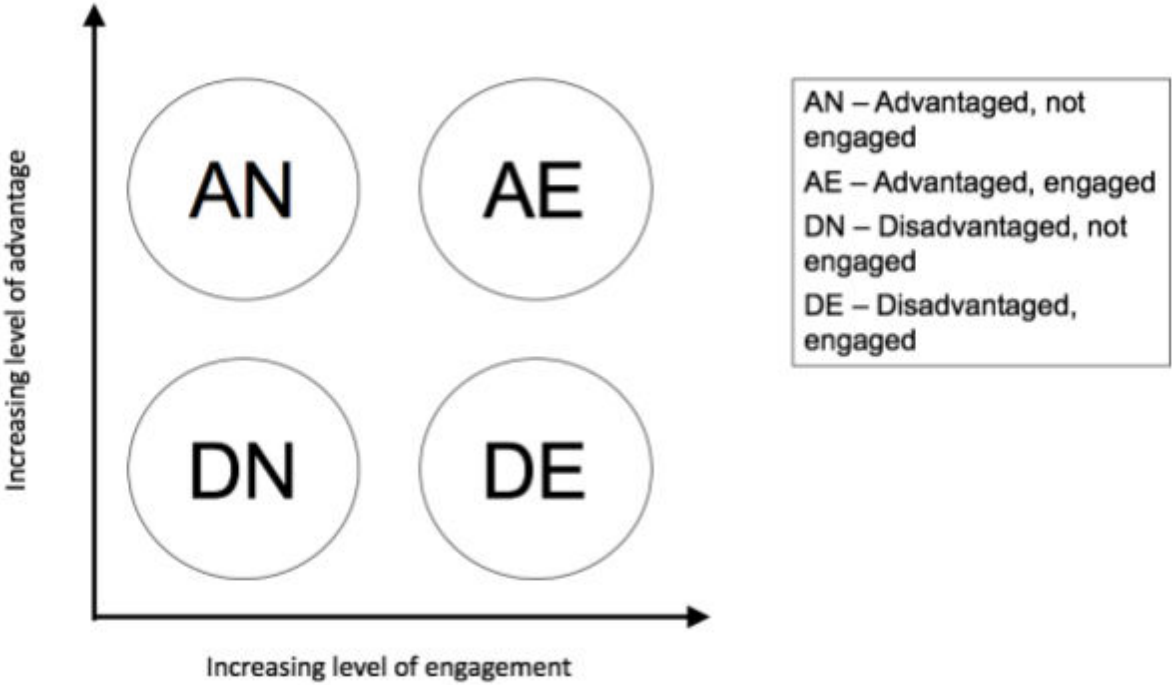 Increasing level of advantage
AN
AE
DN
DE
Increasing level of engagement
AN – Advantaged, not
engaged
AE – Advantaged, engaged
DN – Disadvantaged, not
engaged
DE – Disadvantaged,
engaged